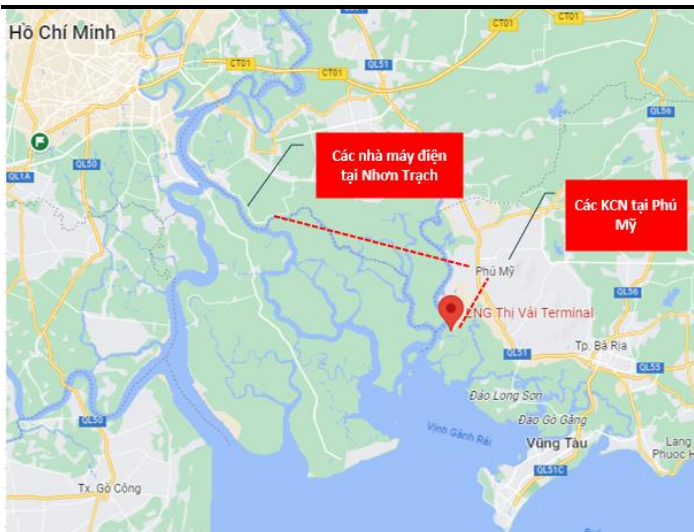 Hồ Chí Minh
CT01
QL51
CT01
QL56
QL50
QL1A
Các nhà máy điện
tại Nhơn Trạch
Các KCN tại Phú
Mỹ
Phú Mỹ
QL56
LNG Thị Vải Terminal
QL51
Tp. Bà Rịa
QL55
Đảo Long Sơn
Đảo Gò Găng
Vịnh Gành Rái
Vũng Tàu
Lang
Phuoc H
QL51C
QL50
Tx. Gò Công